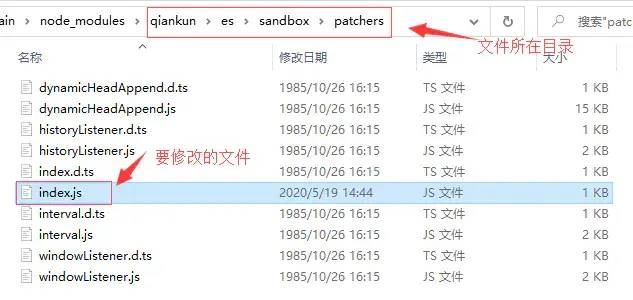 ain > node_modules > qiankun > es > sandbox > patchers
搜索"patc
文件所在目录
名称 修改日期 类型 大小
dynamicHeadAppend.d.ts 1985/10/26 16:15 TS 文件 1 KB
dynamicHeadAppend.js 1985/10/26 16:15 JS 文件 15 KB
historyListener.d.ts 1985/10/26 16:15 TS 文件 1 KB
historyListener.js 1985/10/26 16:15 JS 文件 2 KB
要修改的文件
index.d.ts 1985/10/26 16:15 TS 文件 1 KB
index.js 2020/5/19 14:44 JS 文件 1 KB
interval.d.ts 1985/10/26 16:15 TS 文件 1 KB
interval.js 1985/10/26 16:15 JS 文件 2 KB
windowListener.d.ts 1985/10/26 16:15 TS 文件 1 KB
windowListener.js 1985/10/26 16:15 JS 文件 2 KB